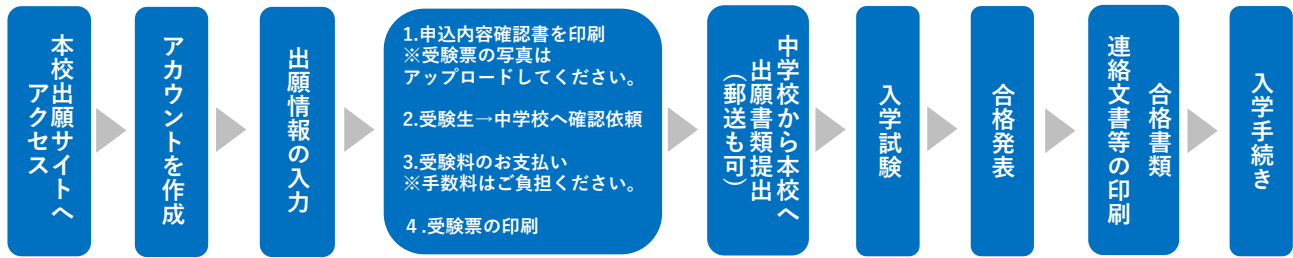 本校出願サイトへ
アクセス
アカウントを作成
出願情報の入力
1.申込内容確認書を印刷
※受験票の写真は
アップロードしてください。
2.受験生→中学校へ確認依頼
3.受験料のお支払い
※手数料はご負担ください。
４.受験票の印刷
中学校から本校へ
出願書類提出
（郵送も可）
入学試験
合格発表
合格書類
連絡文書等の印刷
入学手続き